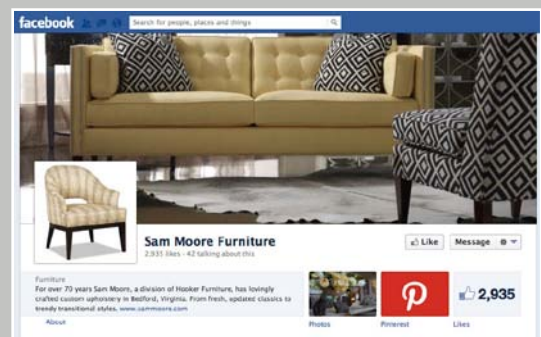 facebook
Search for people, places and things
Sam Moore Furniture
2,935 likes · 42 talking about this
Like
Message
Furniture
For over 70 years Sam Moore, a division of Hooker Furniture, has lovingly
crafted custom upholstery in Bedford, Virginia. From fresh, updated classics to
trendy transitional styles. www.sammoore.com
About
2,935
Photos
Pinterest
Likes